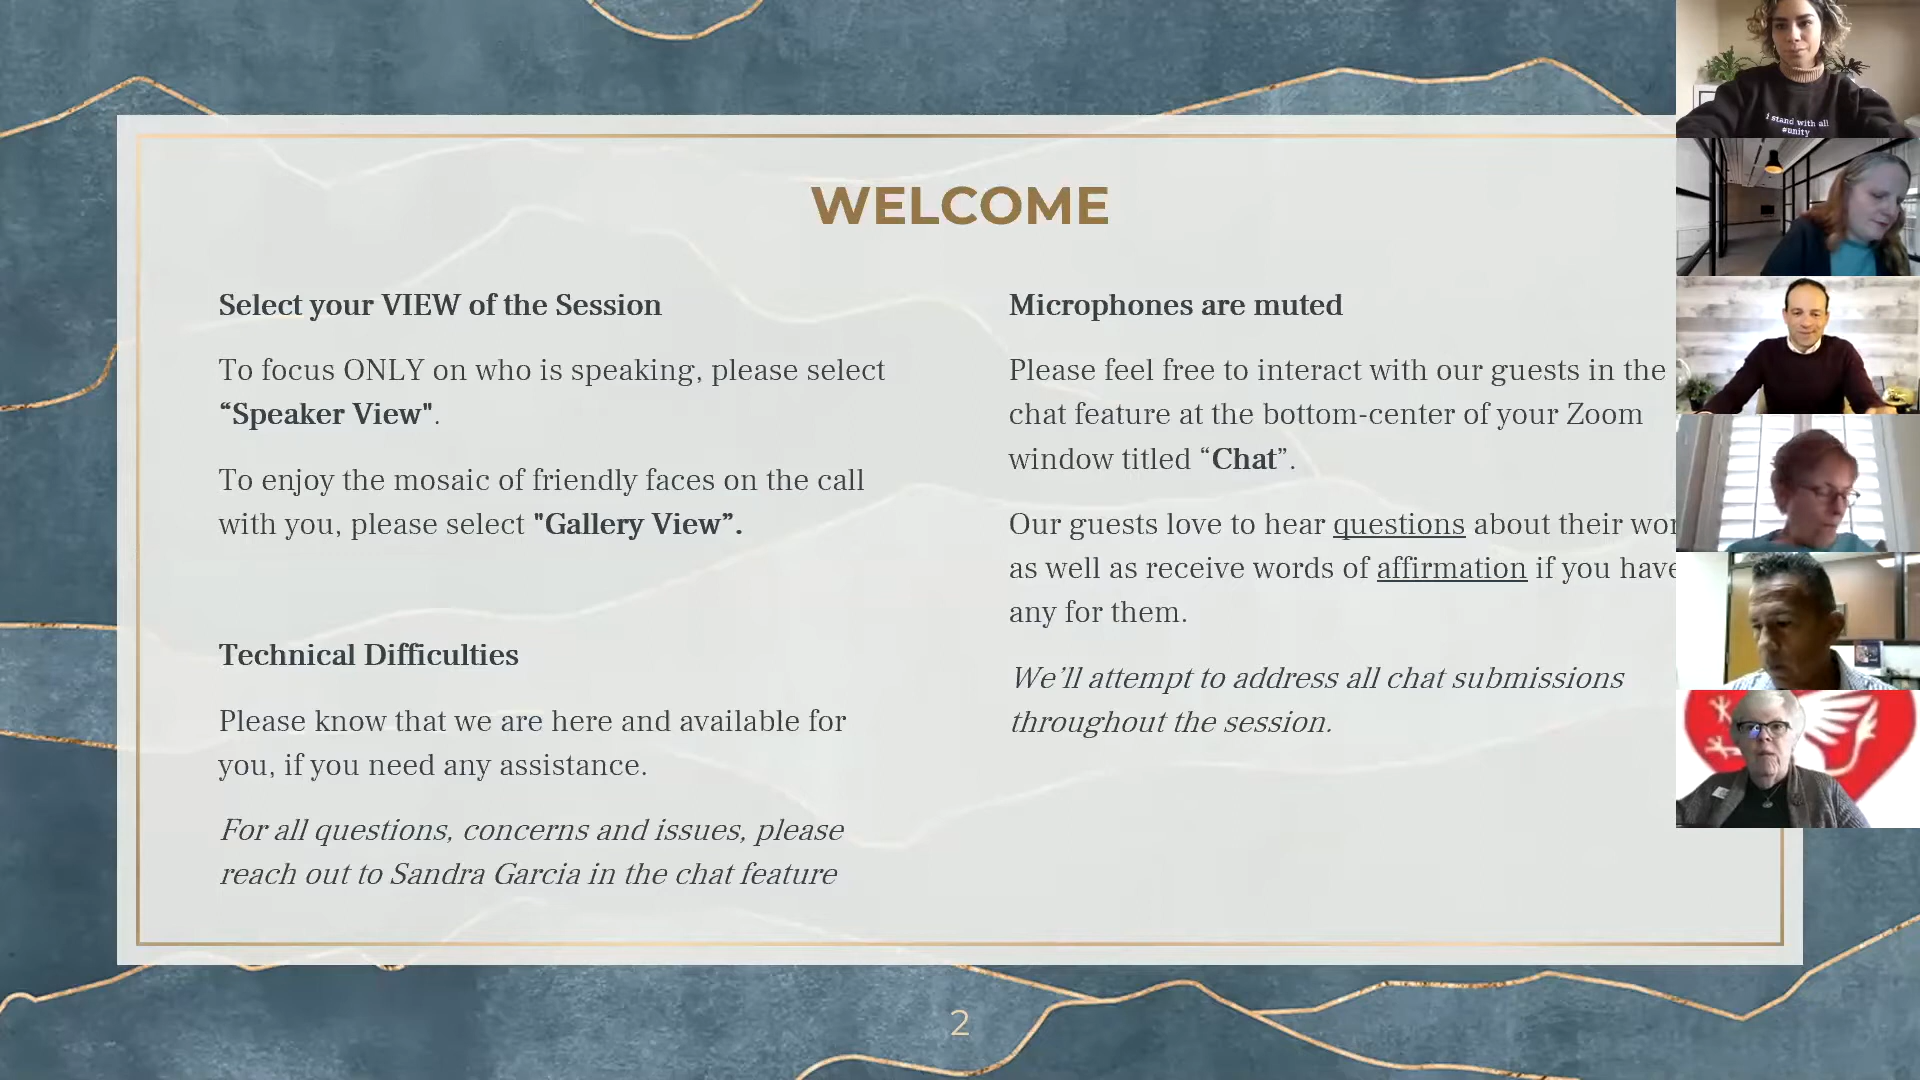 WELCOME
Select your VIEW of the Session
To focus ONLY on who is speaking, please select
“Speaker View".
To enjoy the mosaic of friendly faces on the call
with you, please select "Gallery View”.
Technical Difficulties
Please know that we are here and available for
you, if you need any assistance.
For all questions, concerns and issues, please
reach out to Sandra Garcia in the chat feature
Microphones are muted
Please feel free to interact with our guests in the
chat feature at the bottom-center of your Zoom
window titled “Chat”.
Our guests love to hear questions about their
as well as receive words of affirmation if you have
any for them.
We’ll attempt to address all chat submissions
throughout the session.
2
i stand with all
#unity